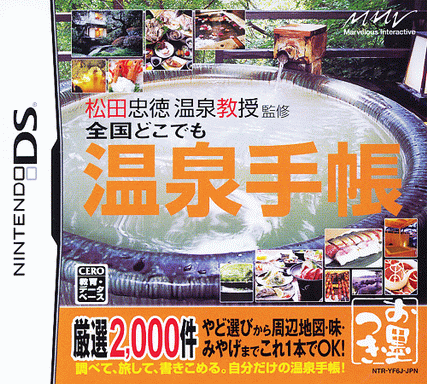 NINTENDO DS
MMV
Marvelous Interactive
松田忠徳 温泉教授 監修
全国どこでも
温泉手帳
CERO
教育・
データ
ベース
厳選2,000件
やど選びから周辺地図・味・
みやげまでこれ1本でOK!
調べて、旅して、書きこめる。自分だけの温泉手帳!
お墨
つき
NTR-YF6J-JPN